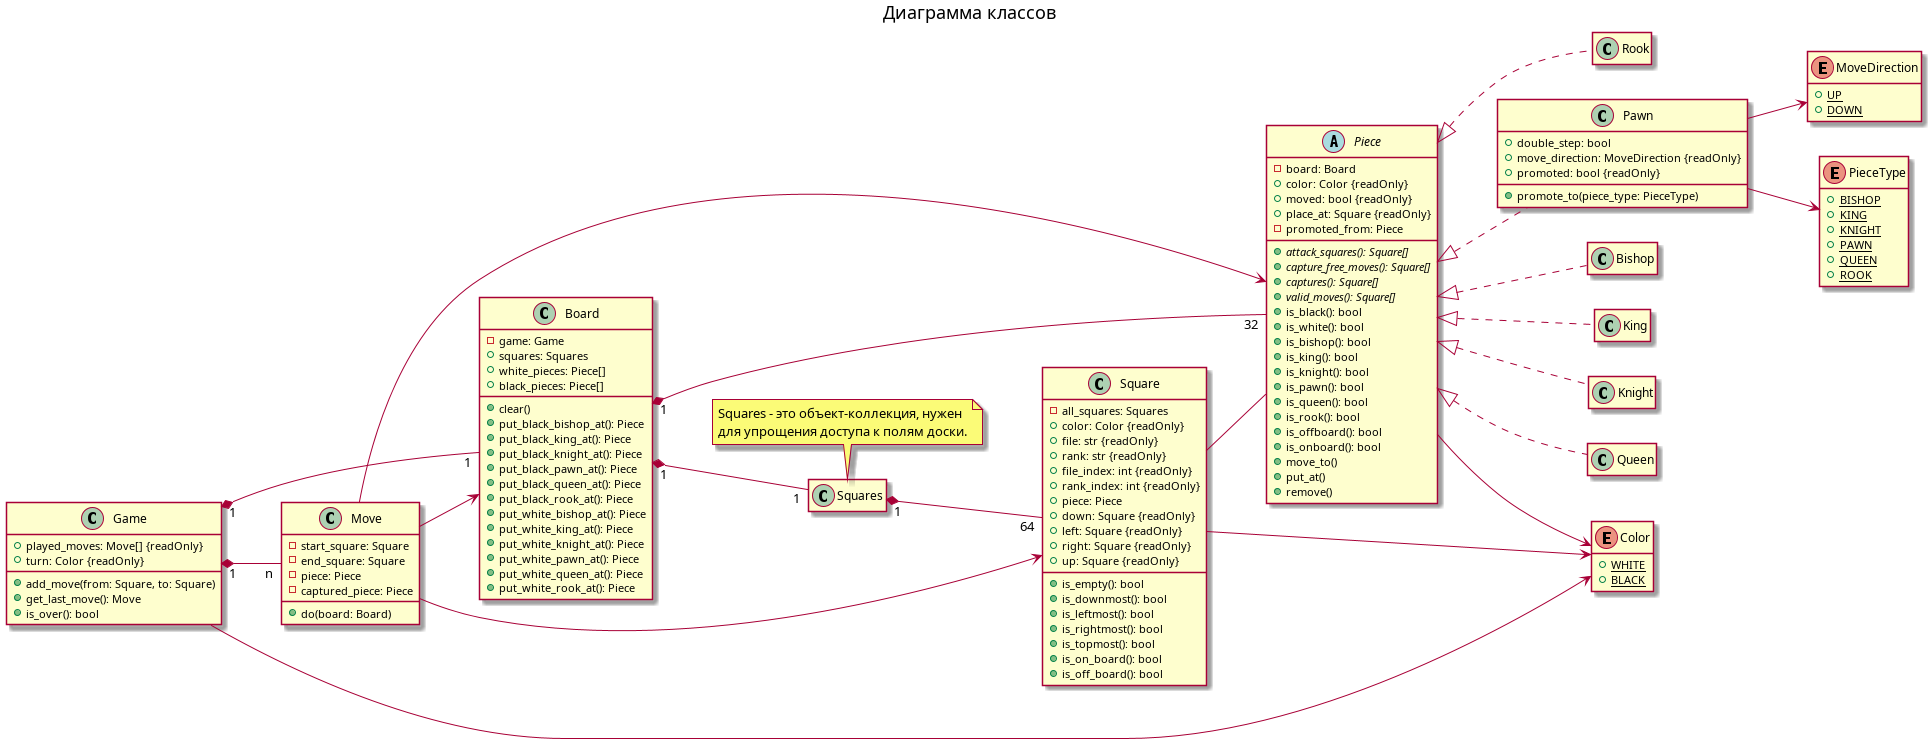 Диаграмма классов
Game
played_moves: Move[] {readOnly}
turn: Color {readOnly}
add_move(from: Square, to: Square)
get_last_move(): Move
is_over(): bool
1
1
1
n
Move
start_square: Square
end_square: Square
piece: Piece
captured_piece: Piece
do(board: Board)
Board
game: Game
squares: Squares
white_pieces: Piece[]
black_pieces: Piece[]
clear()
put_black_bishop_at(): Piece
put_black_king_at(): Piece
put_black_knight_at(): Piece
put_black_pawn_at(): Piece
put_black_queen_at(): Piece
put_black_rook_at(): Piece
put_white_bishop_at(): Piece
put_white_king_at(): Piece
put_white_knight_at(): Piece
put_white_pawn_at(): Piece
put_white_queen_at(): Piece
put_white_rook_at(): Piece
1
32
1
1
Squares - это объект-коллекция, нужен
для упрощения доступа к полям доски.
Squares
1
64
Square
all_squares: Squares
color: Color {readOnly}
file: str {readOnly}
rank: str {readOnly}
file_index: int {readOnly}
rank_index: int {readOnly}
piece: Piece
down: Square {readOnly}
left: Square {readOnly}
right: Square {readOnly}
up: Square {readOnly}
is_empty(): bool
is_downmost(): bool
is_leftmost(): bool
is_rightmost(): bool
is_topmost(): bool
is_on_board(): bool
is_off_board(): bool
Piece
board: Board
color: Color {readOnly}
moved: bool {readOnly}
place_at: Square {readOnly}
promoted_from: Piece
attack_squares(): Square[]
capture_free_moves(): Square[]
captures(): Square[]
valid_moves(): Square[]
is_black(): bool
is_white(): bool
is_bishop(): bool
is_king(): bool
is_knight(): bool
is_pawn(): bool
is_queen(): bool
is_rook(): bool
is_offboard(): bool
is_onboard(): bool
move_to()
put_at()
remove()
Rook
Pawn
double_step: bool
move_direction: MoveDirection {readOnly}
promoted: bool {readOnly}
promote_to(piece_type: PieceType)
Bishop
King
Knight
Queen
Color
WHITE
BLACK
MoveDirection
UP
DOWN
PieceType
BISHOP
KING
KNIGHT
PAWN
QUEEN
ROOK